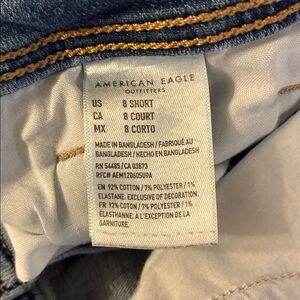 AMERICAN EAGLE
OUTFITTERS
US 8 SHORT
CA 8 COURT
MX 8 CORTO
MADE IN BANGLADESH / FABRIQUÉ AU
BANGLADESH / HECHO EN BANGLADESH
RN 54485/CA 03873
RFC# AEM120605U9A
EN 92% COTTON / 7% POLYESTER / 1%
ELASTANE. EXCLUSIVE OF DECORATION.
FR 92% COTON / 7% POLYESTER / 1%
ÉLASTHANNE. À L'EXCEPTION DE LA
GARNITURE.